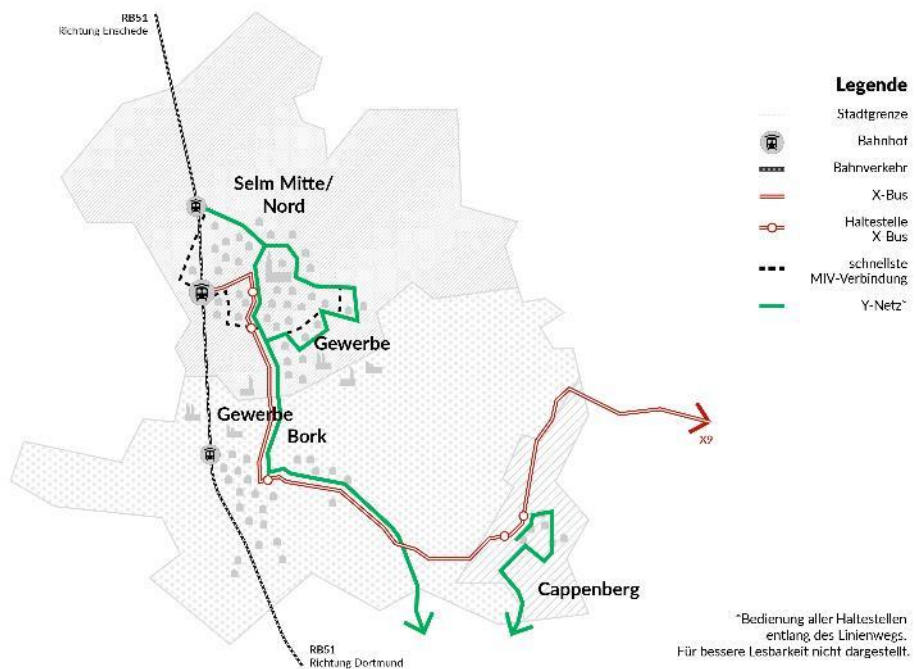 RB51
Richtung Enschede
Legende
Stadtgrenze
Bahnhof
Bahnverkehr
X-Bus
Haltestelle
X-Bus
schnellste
MIV-Verbindung
Y-Netz*
Selm Mitte/
Nord
Gewerbe
Gewerbe
Bork
X9
Cappenberg
RB51
Richtung Dortmund
*Bedienung aller Haltestellen
entlang des Linienwegs.
Für bessere Lesbarkeit nicht dargestellt.